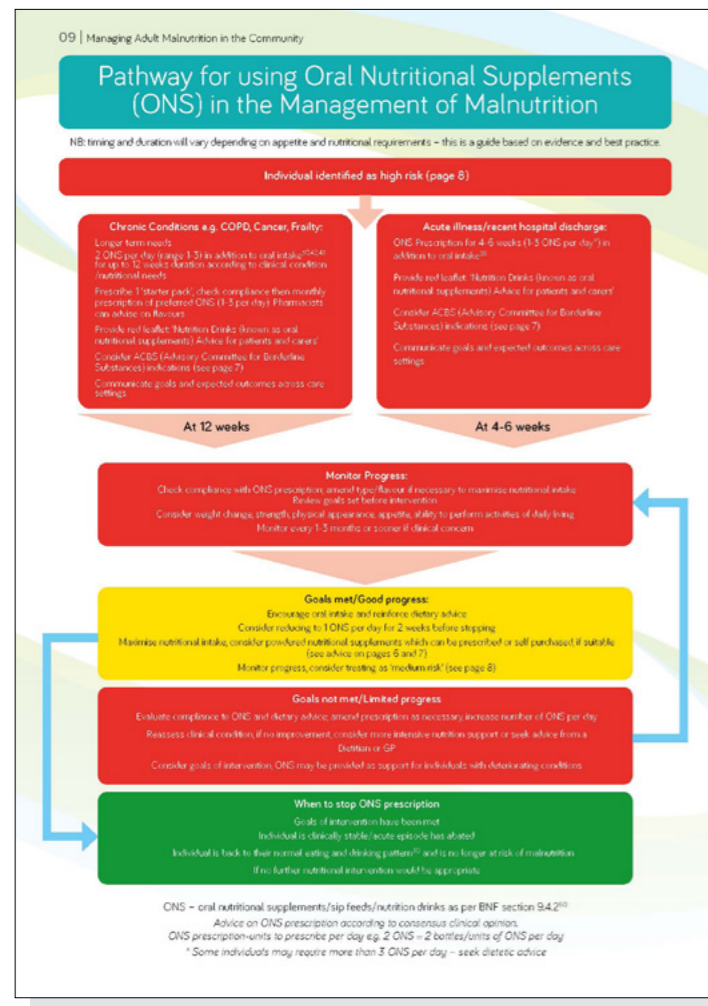 09 | Managing Adult Malnutrition in the Community
Pathway for using Oral Nutritional Supplements
(ONS) in the Management of Malnutrition
NB: timing and duration will vary depending on appetite and nutritional requirements – this is a guide based on evidence and best practice.
Individual identified as high risk (page 8)
Chronic Conditions e.g. COPD, Cancer, Frailty:
Longer term needs
2 ONS per day (range 1-3) in addition to oral intake
for up to 12 weeks duration according to clinical condition
/nutritional needs
Prescribe 1 'starter pack', check compliance then monthly
prescription of preferred ONS (1-3 per day). Pharmacists
can advise on flavours
Provide red leaflet: 'Nutrition Drinks (known as oral
nutritional supplements) Advice for patients and carers'
Consider ACBS (Advisory Committee for Borderline
Substances) indications (see page 7)
Communicate goals and expected outcomes across care
settings
Acute illness/recent hospital discharge:
ONS Prescription for 4-6 weeks (1-3 ONS per day*) in
addition to oral intake
Provide red leaflet: 'Nutrition Drinks (known as oral
nutritional supplements) Advice for patients and carers'
Consider ACBS (Advisory Committee for Borderline
Substances) indications (see page 7)
Communicate goals and expected outcomes across care
settings
At 12 weeks
At 4-6 weeks
Monitor Progress:
Check compliance with ONS prescription; amend type/flavour if necessary to maximise nutritional intake
Review goals set before intervention
Consider weight change, strength, physical appearance, appetite, ability to perform activities of daily living
Monitor every 1-3 months or sooner if clinical concern
Goals met/Good progress:
Encourage oral intake and reinforce dietary advice
Consider reducing to 1 ONS per day for 2 weeks before stopping
Maximise nutritional intake, consider powdered nutritional supplements which can be prescribed or self purchased, if suitable
(see advice on pages 6 and 7)
Monitor progress, consider treating as 'medium risk' (see page 8)
Goals not met/Limited progress
Evaluate compliance to ONS and dietary advice; amend prescription as necessary, increase number of ONS per day
Reassess clinical condition, if no improvement, consider more intensive nutrition support or seek advice from a
Dietitian or GP
Consider goals of intervention, ONS may be provided as support for individuals with deteriorating conditions
When to stop ONS prescription
Goals of intervention have been met
Individual is clinically stable/acute episode has abated
Individual is back to their normal eating and drinking pattern and is no longer at risk of malnutrition
If no further nutritional intervention would be appropriate
ONS – oral nutritional supplements/sip feeds/nutrition drinks as per BNF section 9.4.2
Advice on ONS prescription according to consensus clinical opinion.
ONS prescription-units to prescribe per day e.g. 2 ONS = 2 bottles/units of ONS per day
* Some individuals may require more than 3 ONS per day – seek dietetic advice